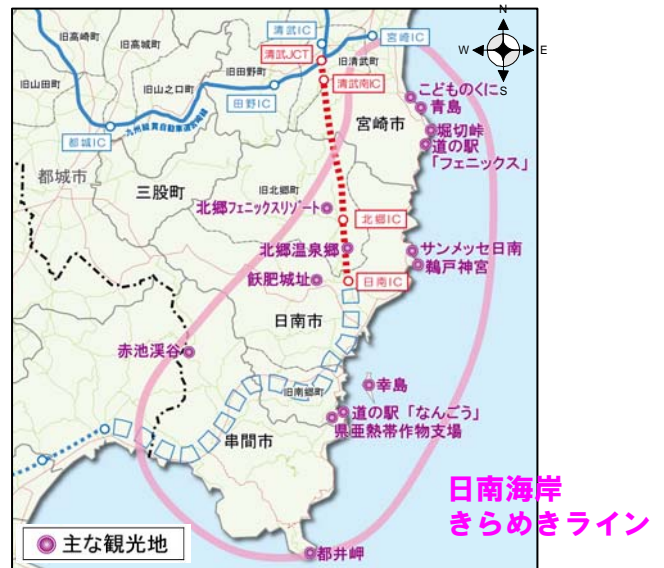 N
W
E
S
旧高崎町
旧高城町
清武IC
宮崎IC
清武JCT
旧田野町
旧清武町
旧山田町
旧山之口町
清武南IC
田野IC
九州縦貫自動車道宮崎線
都城IC
こどものくに
青島
宮崎市
堀切峠
道の駅
「フェニックス」
都城市
三股町
旧北郷町
北郷フェニックスリゾート
北郷IC
北郷温泉郷
サンメッセ日南
鵜戸神宮
飫肥城址
日南IC
日南市
赤池渓谷
幸島
旧南郷町
道の駅「なんごう」
県亜熱帯作物支場
串間市
日南海岸
きらめきライン
主な観光地
都井岬